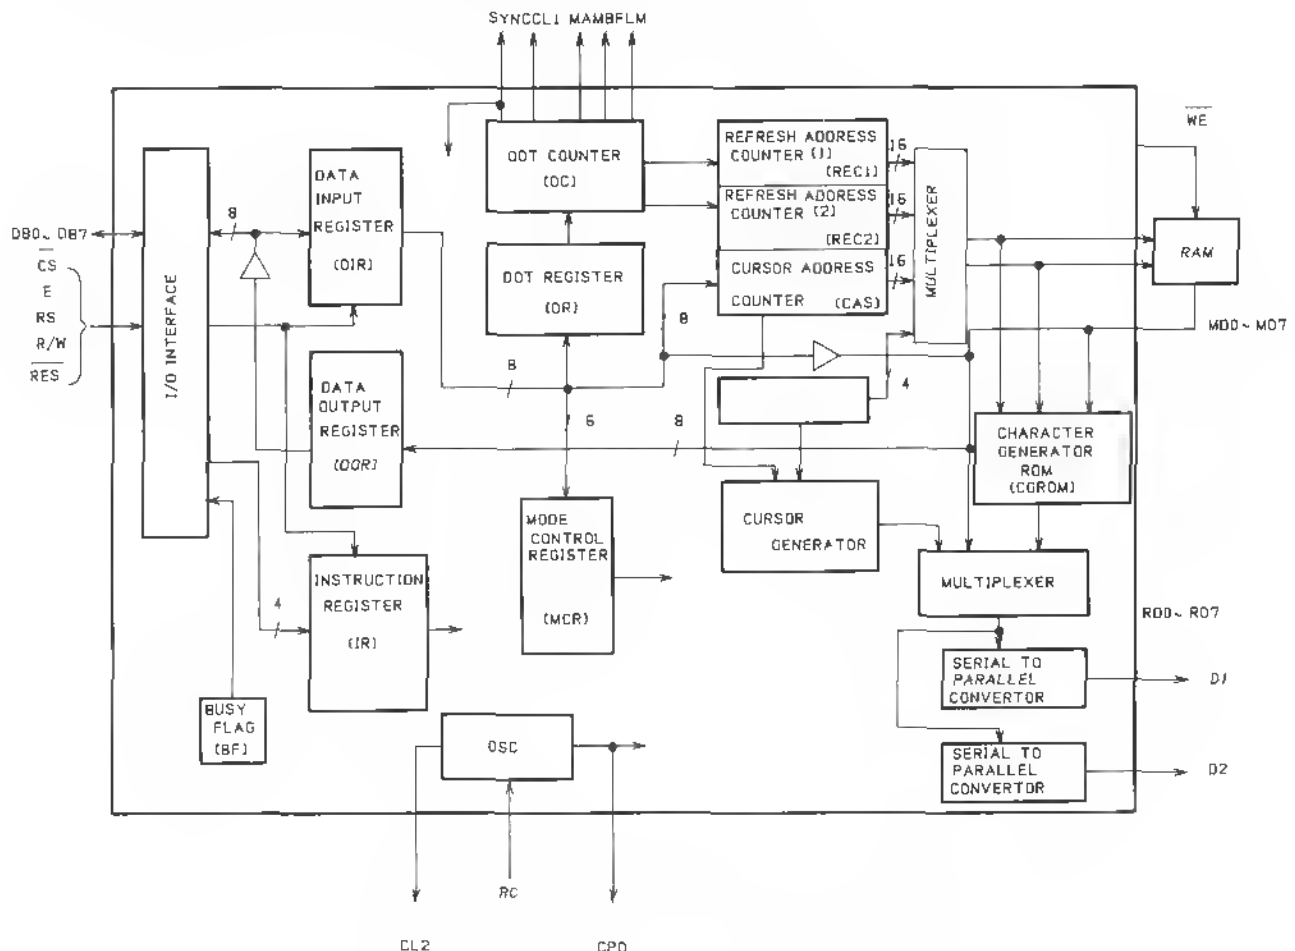 SYNCCL1 MAMBFLM
WE
DOT COUNTER
(DC)
REFRESH ADDRESS
COUNTER (1)
(REC1)
16
REFRESH ADDRESS
COUNTER (2)
(REC2)
16
CURSOR ADDRESS
COUNTER (CAS)
16
MULTIPLEXER
RAM
DATA
INPUT
REGISTER
(DIR)
8
DB0~DB7
CS
E
RS
R/W
RES
I/O INTERFACE
DOT REGISTER
(DR)
8
8
MD0~MD7
DATA
OUTPUT
REGISTER
(DOR)
6
8
4
CHARACTER
GENERATOR
ROM
(CGROM)
MODE
CONTROL
REGISTER
(MCR)
CURSOR
GENERATOR
INSTRUCTION
REGISTER
(IR)
4
MULTIPLEXER
RD0~RD7
SERIAL TO
PARALLEL
CONVERTOR
D1
BUSY
FLAG
(BF)
OSC
SERIAL TO
PARALLEL
CONVERTOR
D2
RC
CL2
CPO